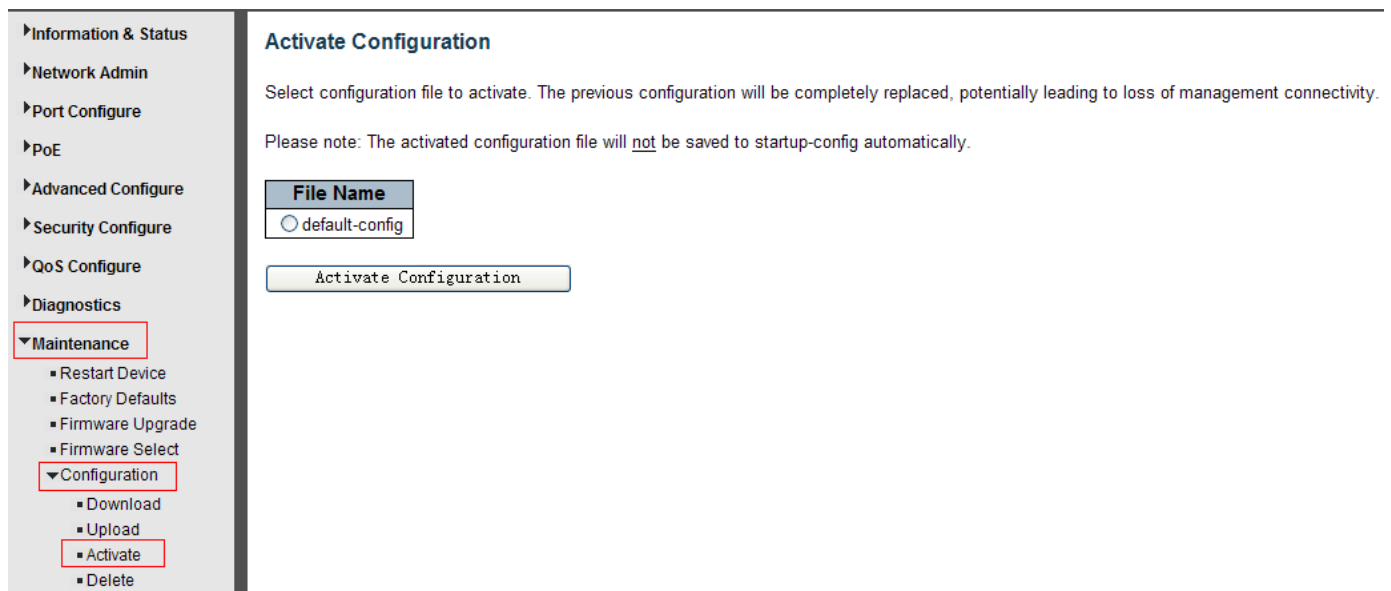 Information & Status
Network Admin
Port Configure
PoE
Advanced Configure
Security Configure
QoS Configure
Diagnostics
Maintenance
Restart Device
Factory Defaults
Firmware Upgrade
Firmware Select
Configuration
Download
Upload
Activate
Delete
Activate Configuration
Select configuration file to activate. The previous configuration will be completely replaced, potentially leading to loss of management connectivity.
Please note: The activated configuration file will not be saved to startup-config automatically.
File Name
default-config
Activate Configuration